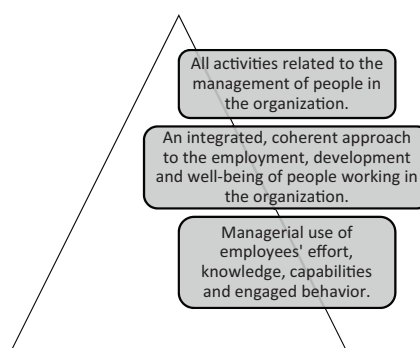 All activities related to the
management of people in
the organization.
An integrated, coherent approach
to the employment, development
and well-being of people working in
the organization.
Managerial use of
employees' effort,
knowledge, capabilities
and engaged behavior.